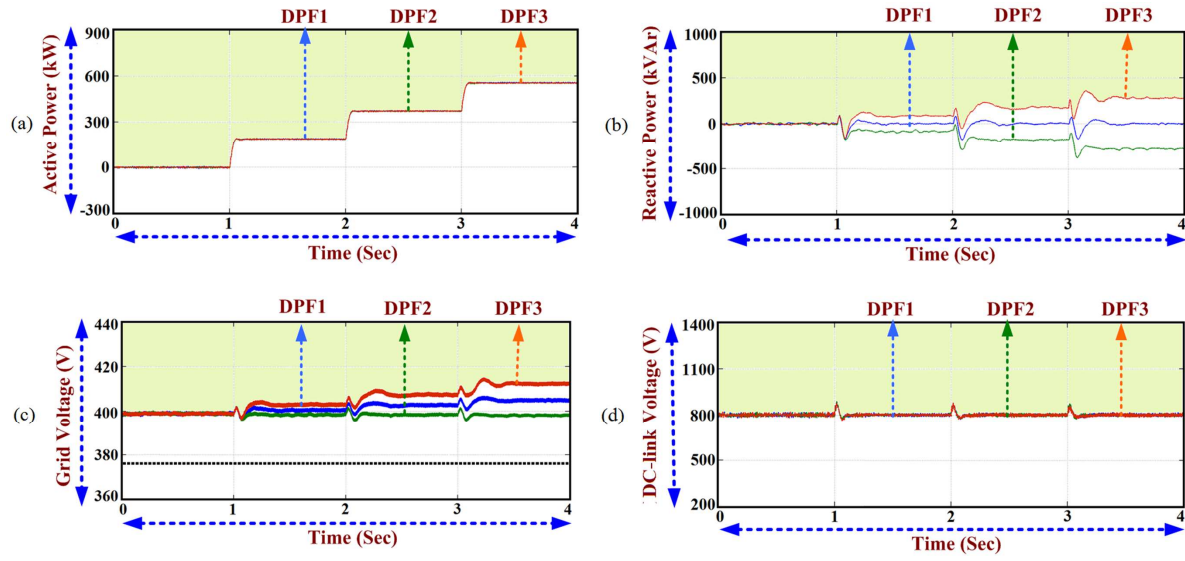 DPF1 DPF2 DPF3
900
600
300
0
-300
Active Power (kW)
(a)
0 1 2 3 4
Time (Sec)
DPF1 DPF2 DPF3
1000
500
0
-500
-1000
Reactive Power (kVAr)
(b)
0 1 2 3 4
Time (Sec)
DPF1 DPF2 DPF3
440
420
400
380
360
Grid Voltage (V)
(c)
0 1 2 3 4
Time (Sec)
DPF1 DPF2 DPF3
1400
1100
800
500
200
DC-link Voltage (V)
(d)
0 1 2 3 4
Time (Sec)